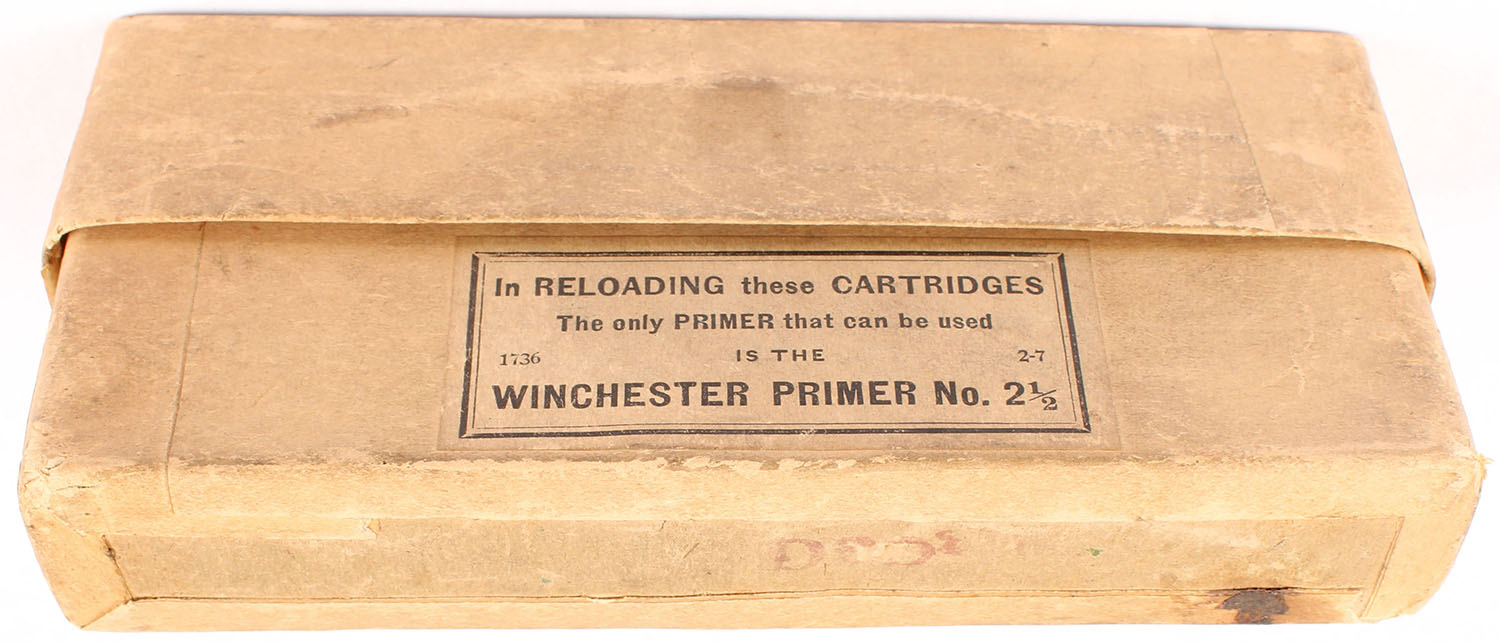 In RELOADING these CARTRIDGES
The only PRIMER that can be used
1736 IS THE 2-7
WINCHESTER PRIMER No. 2½